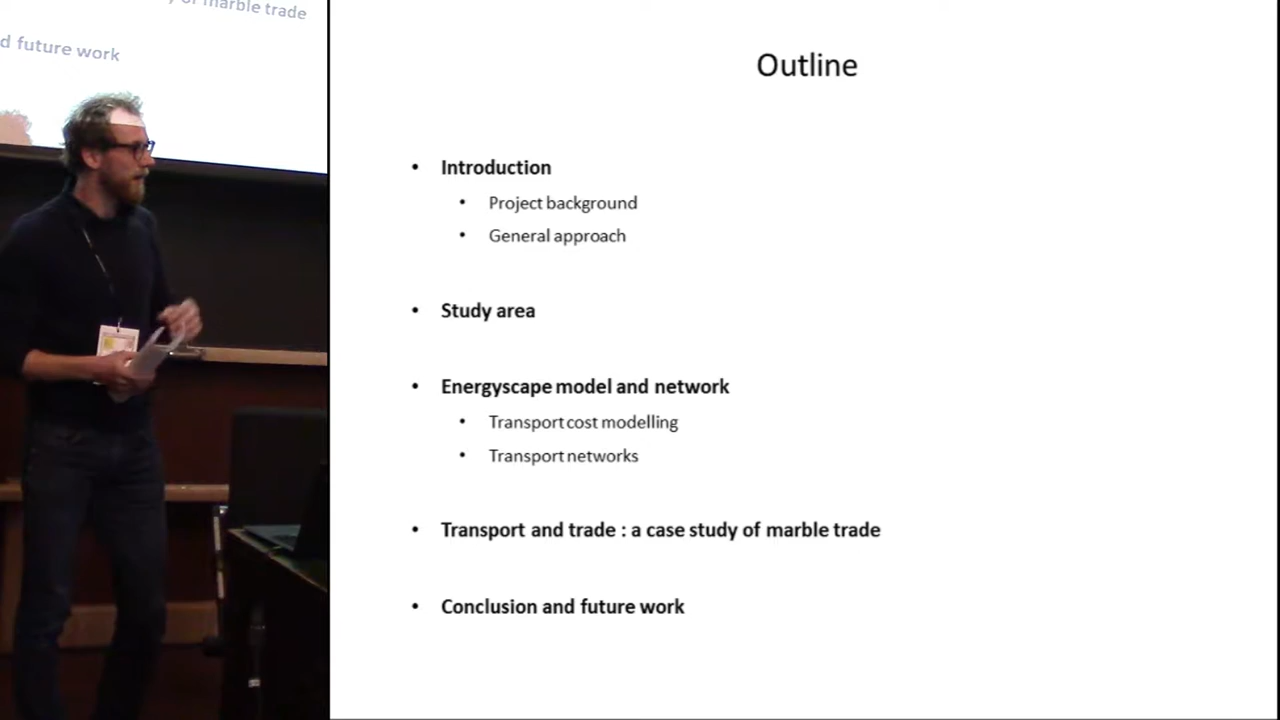 of marble trade
d future work
Outline
• Introduction
• Project background
• General approach
• Study area
• Energyscape model and network
• Transport cost modelling
• Transport networks
• Transport and trade : a case study of marble trade
• Conclusion and future work